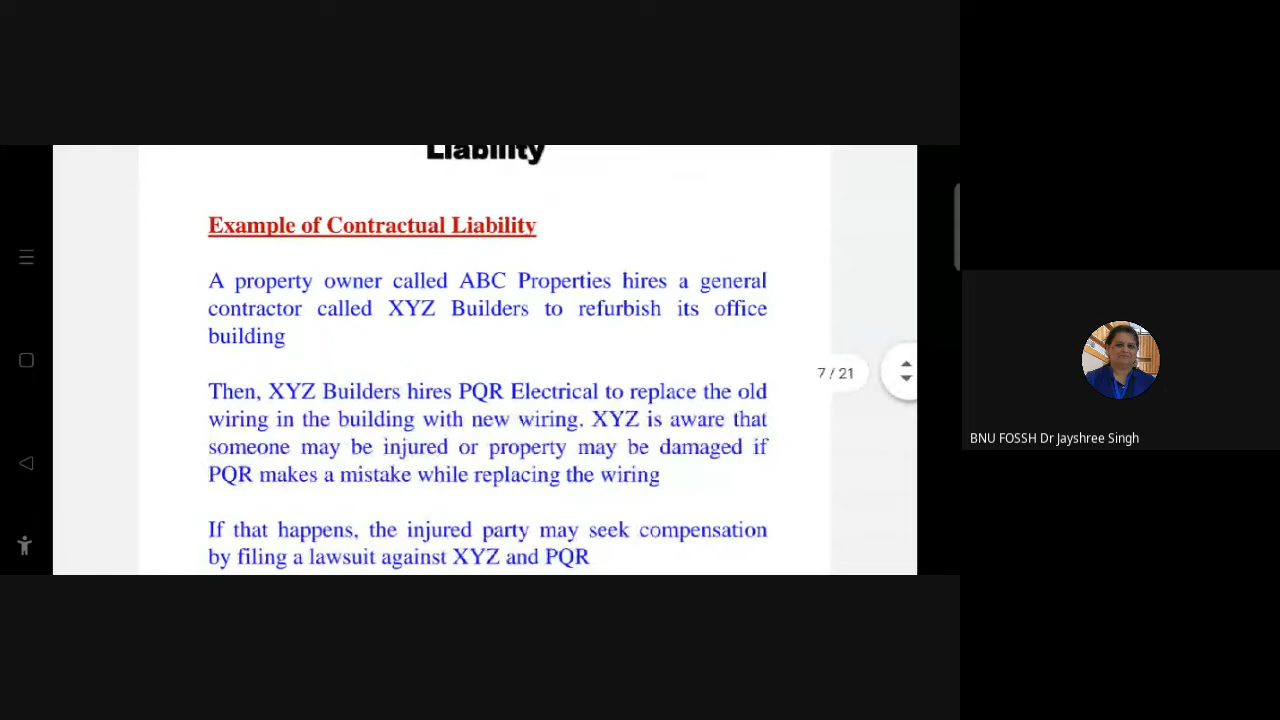 Liability
Example of Contractual Liability
A property owner called ABC Properties hires a general
contractor called XYZ Builders to refurbish its office
building
Then, XYZ Builders hires PQR Electrical to replace the old
wiring in the building with new wiring. XYZ is aware that
someone may be injured or property may be damaged if
PQR makes a mistake while replacing the wiring
If that happens, the injured party may seek compensation
by filing a lawsuit against XYZ and PQR
7 / 21
BNU FOSSH Dr Jayshree Singh